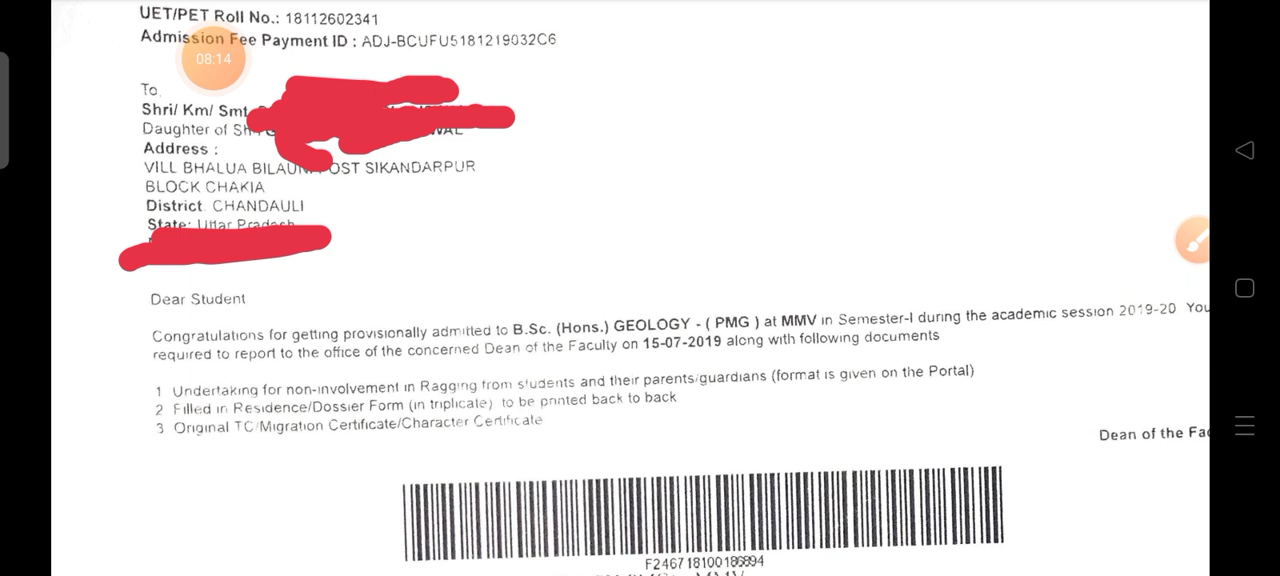 UET/PET Roll No.: 18112602341
Admission Fee Payment ID : ADJ-BCUFU5181219032C6
08:14
To,
Shri/ Km/ Smt
Daughter of
Address :
VILL BHALUA POST SIKANDARPUR
BLOCK CHAKIA
District. CHANDAULI
State: Uttar Pradesh
Dear Student
Congratulations for getting provisionally admitted to B.Sc. (Hons.) GEOLOGY - ( PMG ) at MMV in Semester-I during the academic session 2019-20 You
required to report to the office of the concerned Dean of the Faculty on 15-07-2019 along with following documents
1 Undertaking for non-involvement in Ragging from students and their parents/guardians (format is given on the Portal)
2 Filled in Residence/Dossier Form (in triplicate) to be printed back to back
3 Original TC/Migration Certificate/Character Certificate
Dean of the Fac
F246718100186894